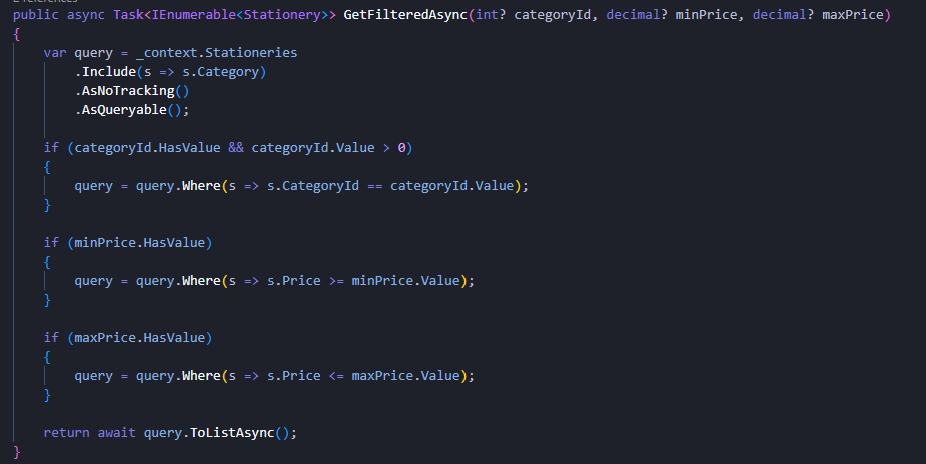 2 references
public async Task<IEnumerable<Stationery>> GetFilteredAsync(int? categoryId, decimal? minPrice, decimal? maxPrice)
{
var query = _context.Stationeries
.Include(s => s.Category)
.AsNoTracking()
.AsQueryable();
if (categoryId.HasValue && categoryId.Value > 0)
{
query = query.Where(s => s.CategoryId == categoryId.Value);
}
if (minPrice.HasValue)
{
query = query.Where(s => s.Price >= minPrice.Value);
}
if (maxPrice.HasValue)
{
query = query.Where(s => s.Price <= maxPrice.Value);
}
return await query.ToListAsync();
}